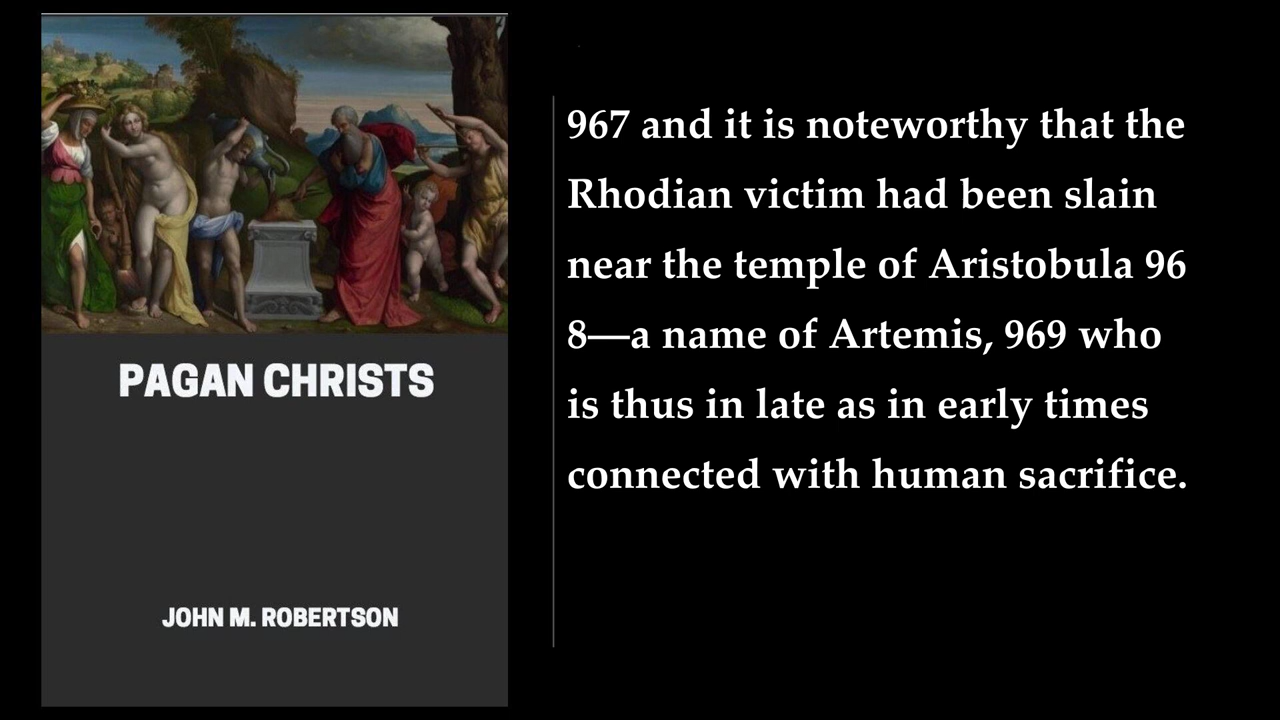 PAGAN CHRISTS
JOHN M. ROBERTSON
967 and it is noteworthy that the
Rhodian victim had been slain
near the temple of Aristobula 96
8—a name of Artemis, 969 who
is thus in late as in early times
connected with human sacrifice.